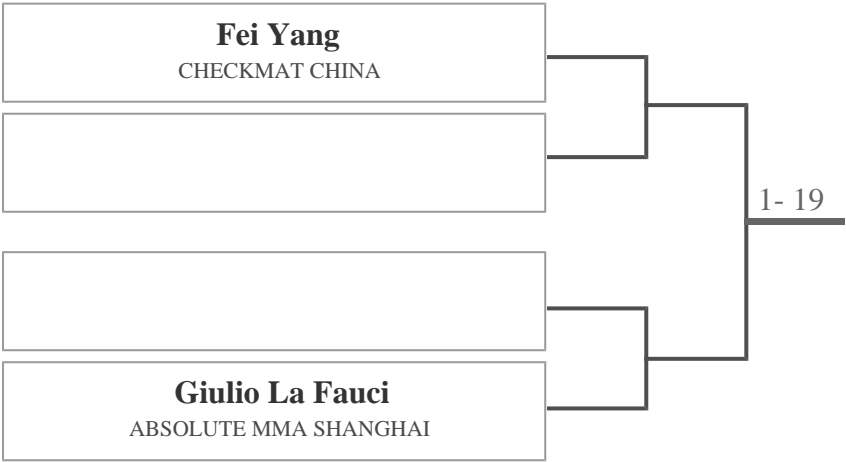 Fei Yang
CHECKMAT CHINA
1- 19
Giulio La Fauci
ABSOLUTE MMA SHANGHAI